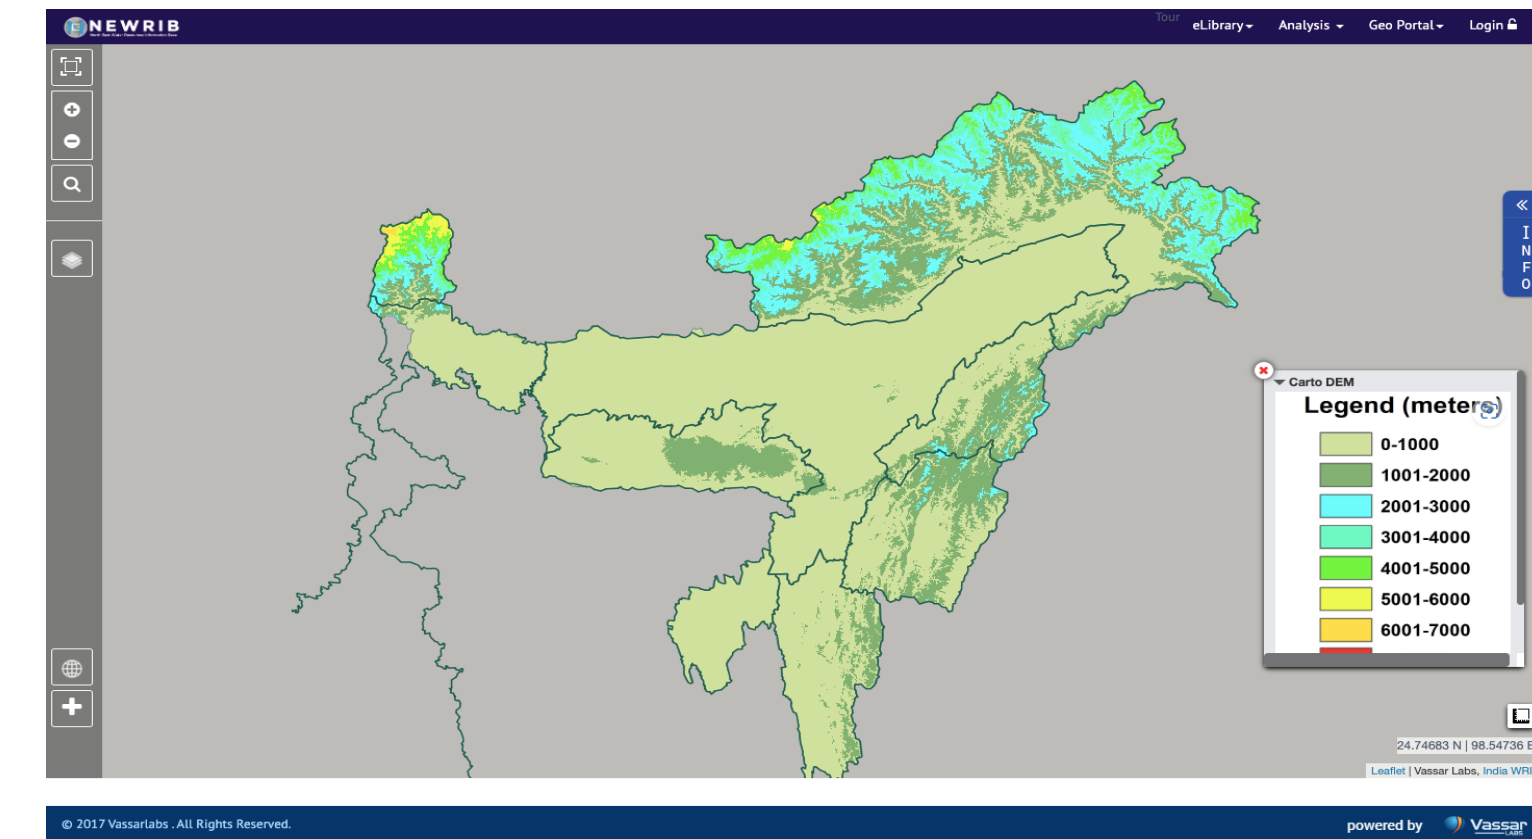 NEWRIB
Tour
eLibrary
Analysis
Geo Portal
Login
INFO
Carto DEM
Legend (meters)
0-1000
1001-2000
2001-3000
3001-4000
4001-5000
5001-6000
6001-7000
24.74683 N | 98.54736 E
Leaflet | Vassar Labs, India WRI
© 2017 Vassarlabs . All Rights Reserved.
powered by Vassar
LABS